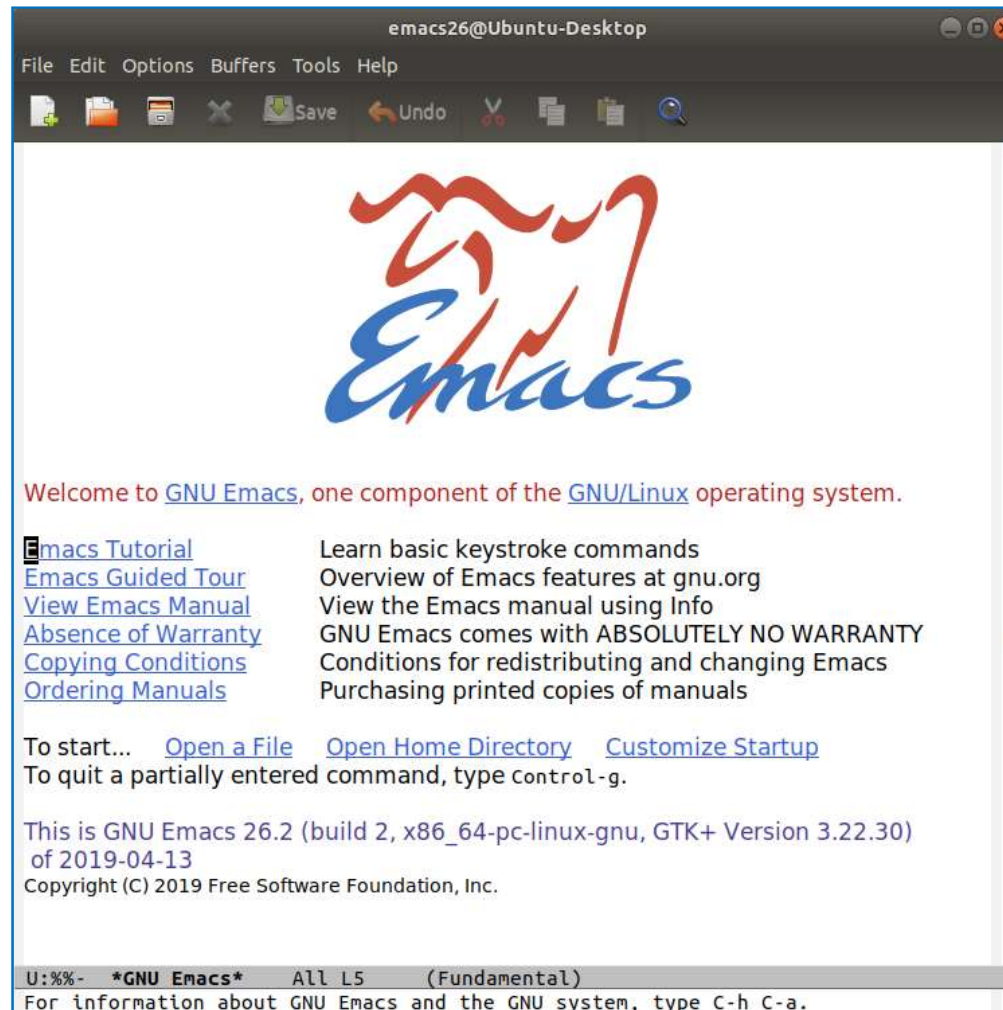 emacs26@Ubuntu-Desktop
File Edit Options Buffers Tools Help
Save Undo
Emacs
Welcome to GNU Emacs, one component of the GNU/Linux operating system.
Emacs Tutorial Learn basic keystroke commands
Emacs Guided Tour Overview of Emacs features at gnu.org
View Emacs Manual View the Emacs manual using Info
Absence of Warranty GNU Emacs comes with ABSOLUTELY NO WARRANTY
Copying Conditions Conditions for redistributing and changing Emacs
Ordering Manuals Purchasing printed copies of manuals
To start... Open a File Open Home Directory Customize Startup
To quit a partially entered command, type Control-g.
This is GNU Emacs 26.2 (build 2, x86_64-pc-linux-gnu, GTK+ Version 3.22.30)
of 2019-04-13
Copyright (C) 2019 Free Software Foundation, Inc.
U:%%- *GNU Emacs* All L5 (Fundamental)
For information about GNU Emacs and the GNU system, type C-h C-a.